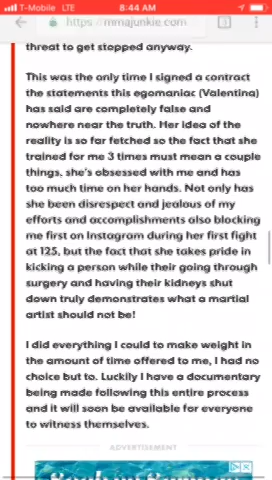 T-Mobile LTE 8:44 AM
https://mmajunkie.com
threat to get stopped anyway.
This was the only time I signed a contract
the statements this egomaniac (Valentina)
has said are completely false and
nowhere near the truth. Her idea of the
reality is so far fetched so the fact that she
trained for me 3 times must mean a couple
things, she's obsessed with me and has
too much time on her hands. Not only has
she been disrespect and jealous of my
efforts and accomplishments also blocking
me first on Instagram during her first fight
at 125, but the fact that she takes pride in
kicking a person while their going through
surgery and having their kidneys shut
down truly demonstrates what a martial
artist should not be!
I did everything I could to make weight in
the amount of time offered to me, I had no
choice but to. Luckily I have a documentary
being made following this entire process
and it will soon be available for everyone
to witness themselves.
ADVERTISEMENT